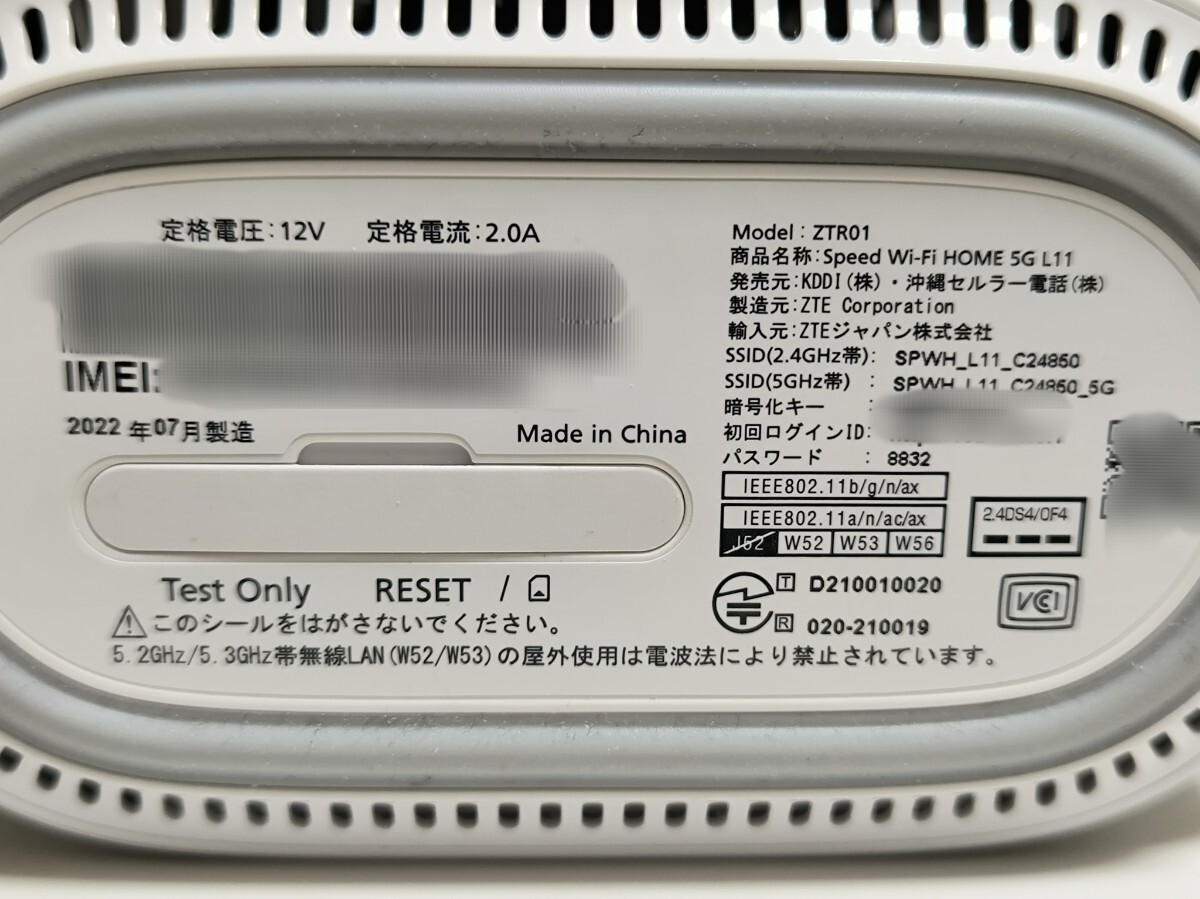 定格電圧:12V 定格電流:2.0A
IMEI:
2022 年07月製造
Made in China
Test Only RESET /
このシールをはがさないでください。
5.2GHz/5.3GHz帯無線LAN(W52/W53)の屋外使用は電波法により禁止されています。
Model : ZTR01
商品名称:Speed Wi-Fi HOME 5G L11
発売元:KDDI(株)・沖縄セルラー電話(株)
製造元:ZTE Corporation
輸入元:ZTEジャパン株式会社
SSID(2.4GHz帯): SPWH_L11_C24850
SSID(5GHz帯) : SPWH_L11_C24850_5G
暗号化キー :
初回ログインID:
パスワード : 8832
IEEE802.11b/g/n/ax
IEEE802.11a/n/ac/ax
J52 W52 W53 W56
2.4DS4/OF4
T D210010020
R 020-210019
VCCI